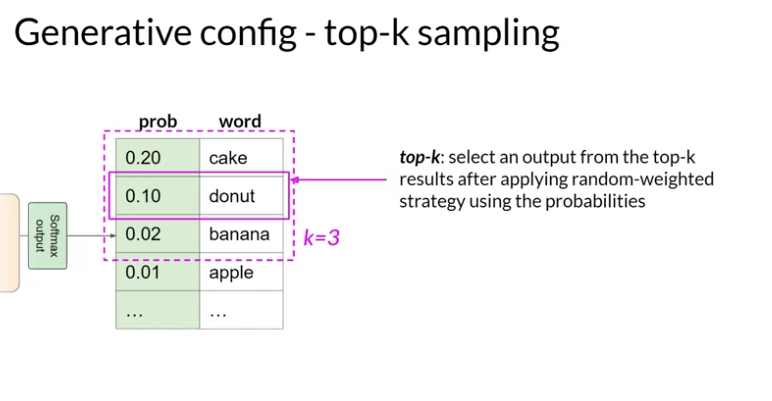 Generative config - top-k sampling
prob word
0.20 cake
0.10 donut
0.02 banana
0.01 apple
... ...
k=3
Softmax
output
top-k: select an output from the top-k
results after applying random-weighted
strategy using the probabilities